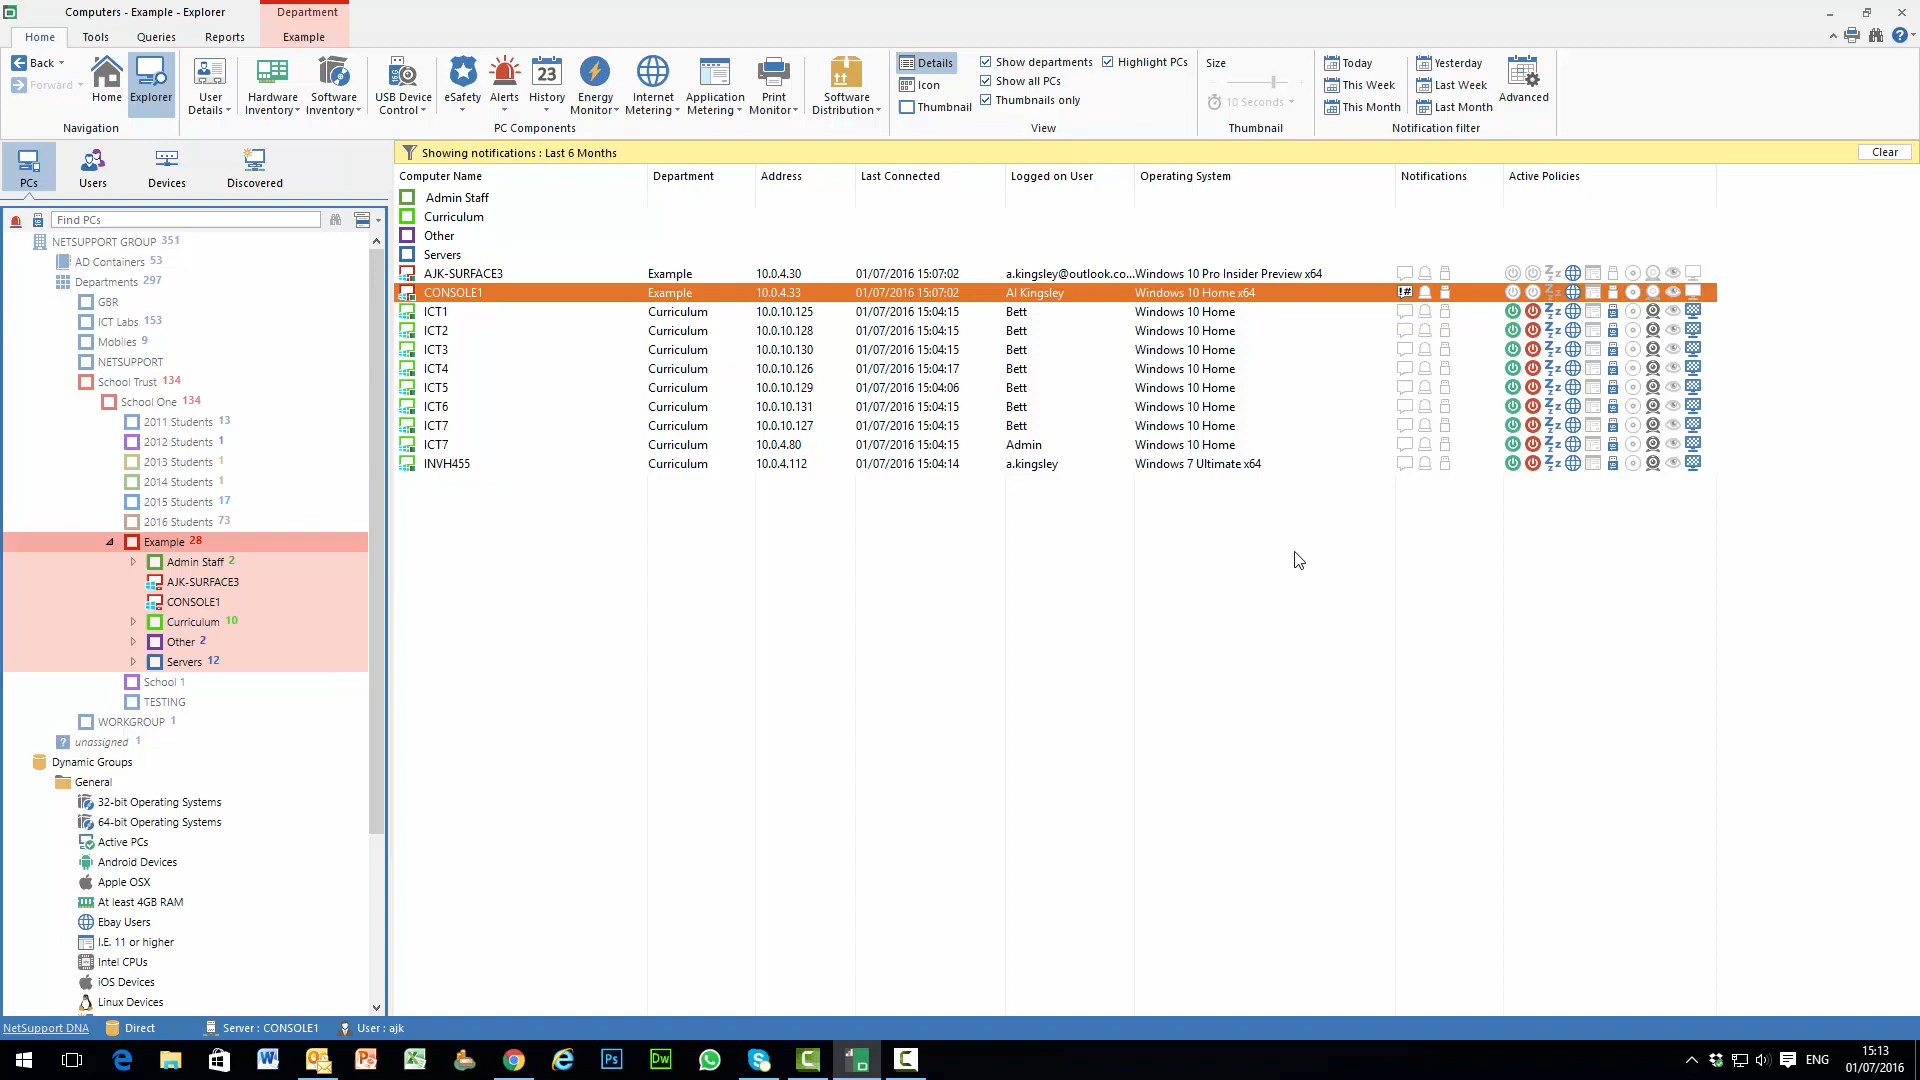 Computers - Example - Explorer
Department
Home Tools Queries Reports Example
Back
Forward
Home
Explorer
Navigation
User Details
Hardware Inventory
Software Inventory
USB Device Control
eSafety
Alerts
23
History
Energy Monitor
Internet Metering
Application Metering
Print Monitor
PC Components
Software Distribution
Details
Icon
Thumbnail
Show departments
Show all PCs
Thumbnails only
Highlight PCs
View
Size
10 Seconds
Thumbnail
Today
This Week
This Month
Yesterday
Last Week
Last Month
Advanced
Notification filter
PCs Users Devices Discovered
Find PCs
NETSUPPORT GROUP 351
AD Containers 53
Departments 297
GBR
ICT Labs 153
Mobiles 9
NETSUPPORT
School Trust 134
School One 134
2011 Students 13
2012 Students 1
2013 Students 1
2014 Students 1
2015 Students 17
2016 Students 73
Example 28
Admin Staff 2
AJK-SURFACE3
CONSOLE1
Curriculum 10
Other 2
Servers 12
School 1
TESTING
WORKGROUP 1
? unassigned 1
Dynamic Groups
General
32-bit Operating Systems
64-bit Operating Systems
Active PCs
Android Devices
Apple OSX
At least 4GB RAM
Ebay Users
I.E. 11 or higher
Intel CPUs
iOS Devices
Linux Devices
Showing notifications : Last 6 Months Clear
Computer Name Department Address Last Connected Logged on User Operating System Notifications Active Policies
Admin Staff
Curriculum
Other
Servers
AJK-SURFACE3 Example 10.0.4.30 01/07/2016 15:07:02 a.kingsley@outlook.co... Windows 10 Pro Insider Preview x64
CONSOLE1 Example 10.0.4.33 01/07/2016 15:07:02 Al Kingsley Windows 10 Home x64 !#
ICT1 Curriculum 10.0.10.125 01/07/2016 15:04:15 Bett Windows 10 Home
ICT2 Curriculum 10.0.10.128 01/07/2016 15:04:15 Bett Windows 10 Home
ICT3 Curriculum 10.0.10.130 01/07/2016 15:04:15 Bett Windows 10 Home
ICT4 Curriculum 10.0.10.126 01/07/2016 15:04:17 Bett Windows 10 Home
ICT5 Curriculum 10.0.10.129 01/07/2016 15:04:06 Bett Windows 10 Home
ICT6 Curriculum 10.0.10.131 01/07/2016 15:04:15 Bett Windows 10 Home
ICT7 Curriculum 10.0.10.127 01/07/2016 15:04:15 Bett Windows 10 Home
ICT7 Curriculum 10.0.4.80 01/07/2016 15:04:15 Admin Windows 10 Home
INVH455 Curriculum 10.0.4.112 01/07/2016 15:04:14 a.kingsley Windows 7 Ultimate x64
NetSupport DNA Direct Server : CONSOLE1 User : ajk
Ps Dw
ENG
15:13
01/07/2016